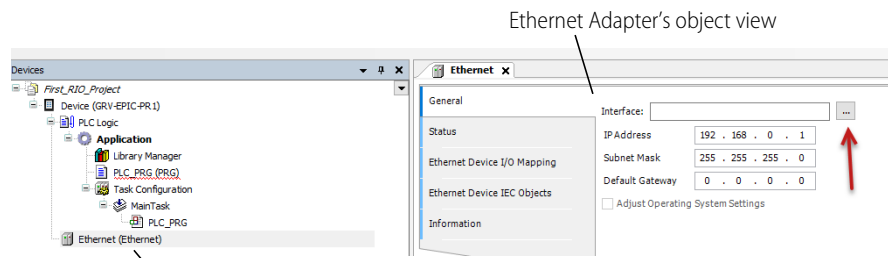 Ethernet Adapter's object view
Devices
First_RIO_Project
Device (GRV-EPIC-PR1)
PLC Logic
Application
Library Manager
PLC_PRG (PRG)
Task Configuration
MainTask
PLC_PRG
Ethernet (Ethernet)
Ethernet
General
Status
Ethernet Device I/O Mapping
Ethernet Device IEC Objects
Information
Interface: ...
IPAddress 192 . 168 . 0 . 1
Subnet Mask 255 . 255 . 255 . 0
Default Gateway 0 . 0 . 0 . 0
Adjust Operating System Settings